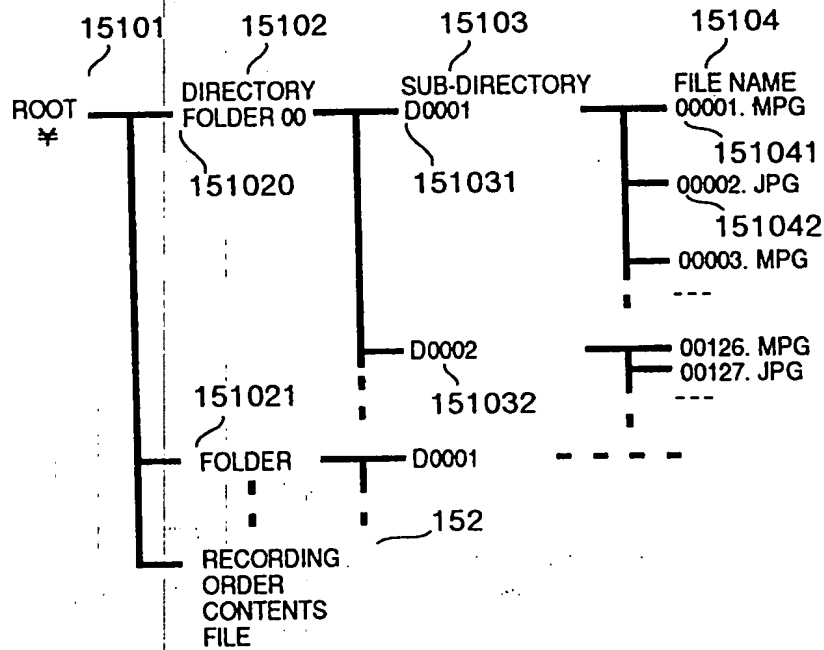 15101
15102
15103
15104
ROOT
¥
DIRECTORY
FOLDER 00
SUB-DIRECTORY
D0001
FILE NAME
00001. MPG
151020
151031
151041
00002. JPG
151042
00003. MPG
D0002
00126. MPG
00127. JPG
151021
151032
FOLDER
D0001
152
RECORDING
ORDER
CONTENTS
FILE